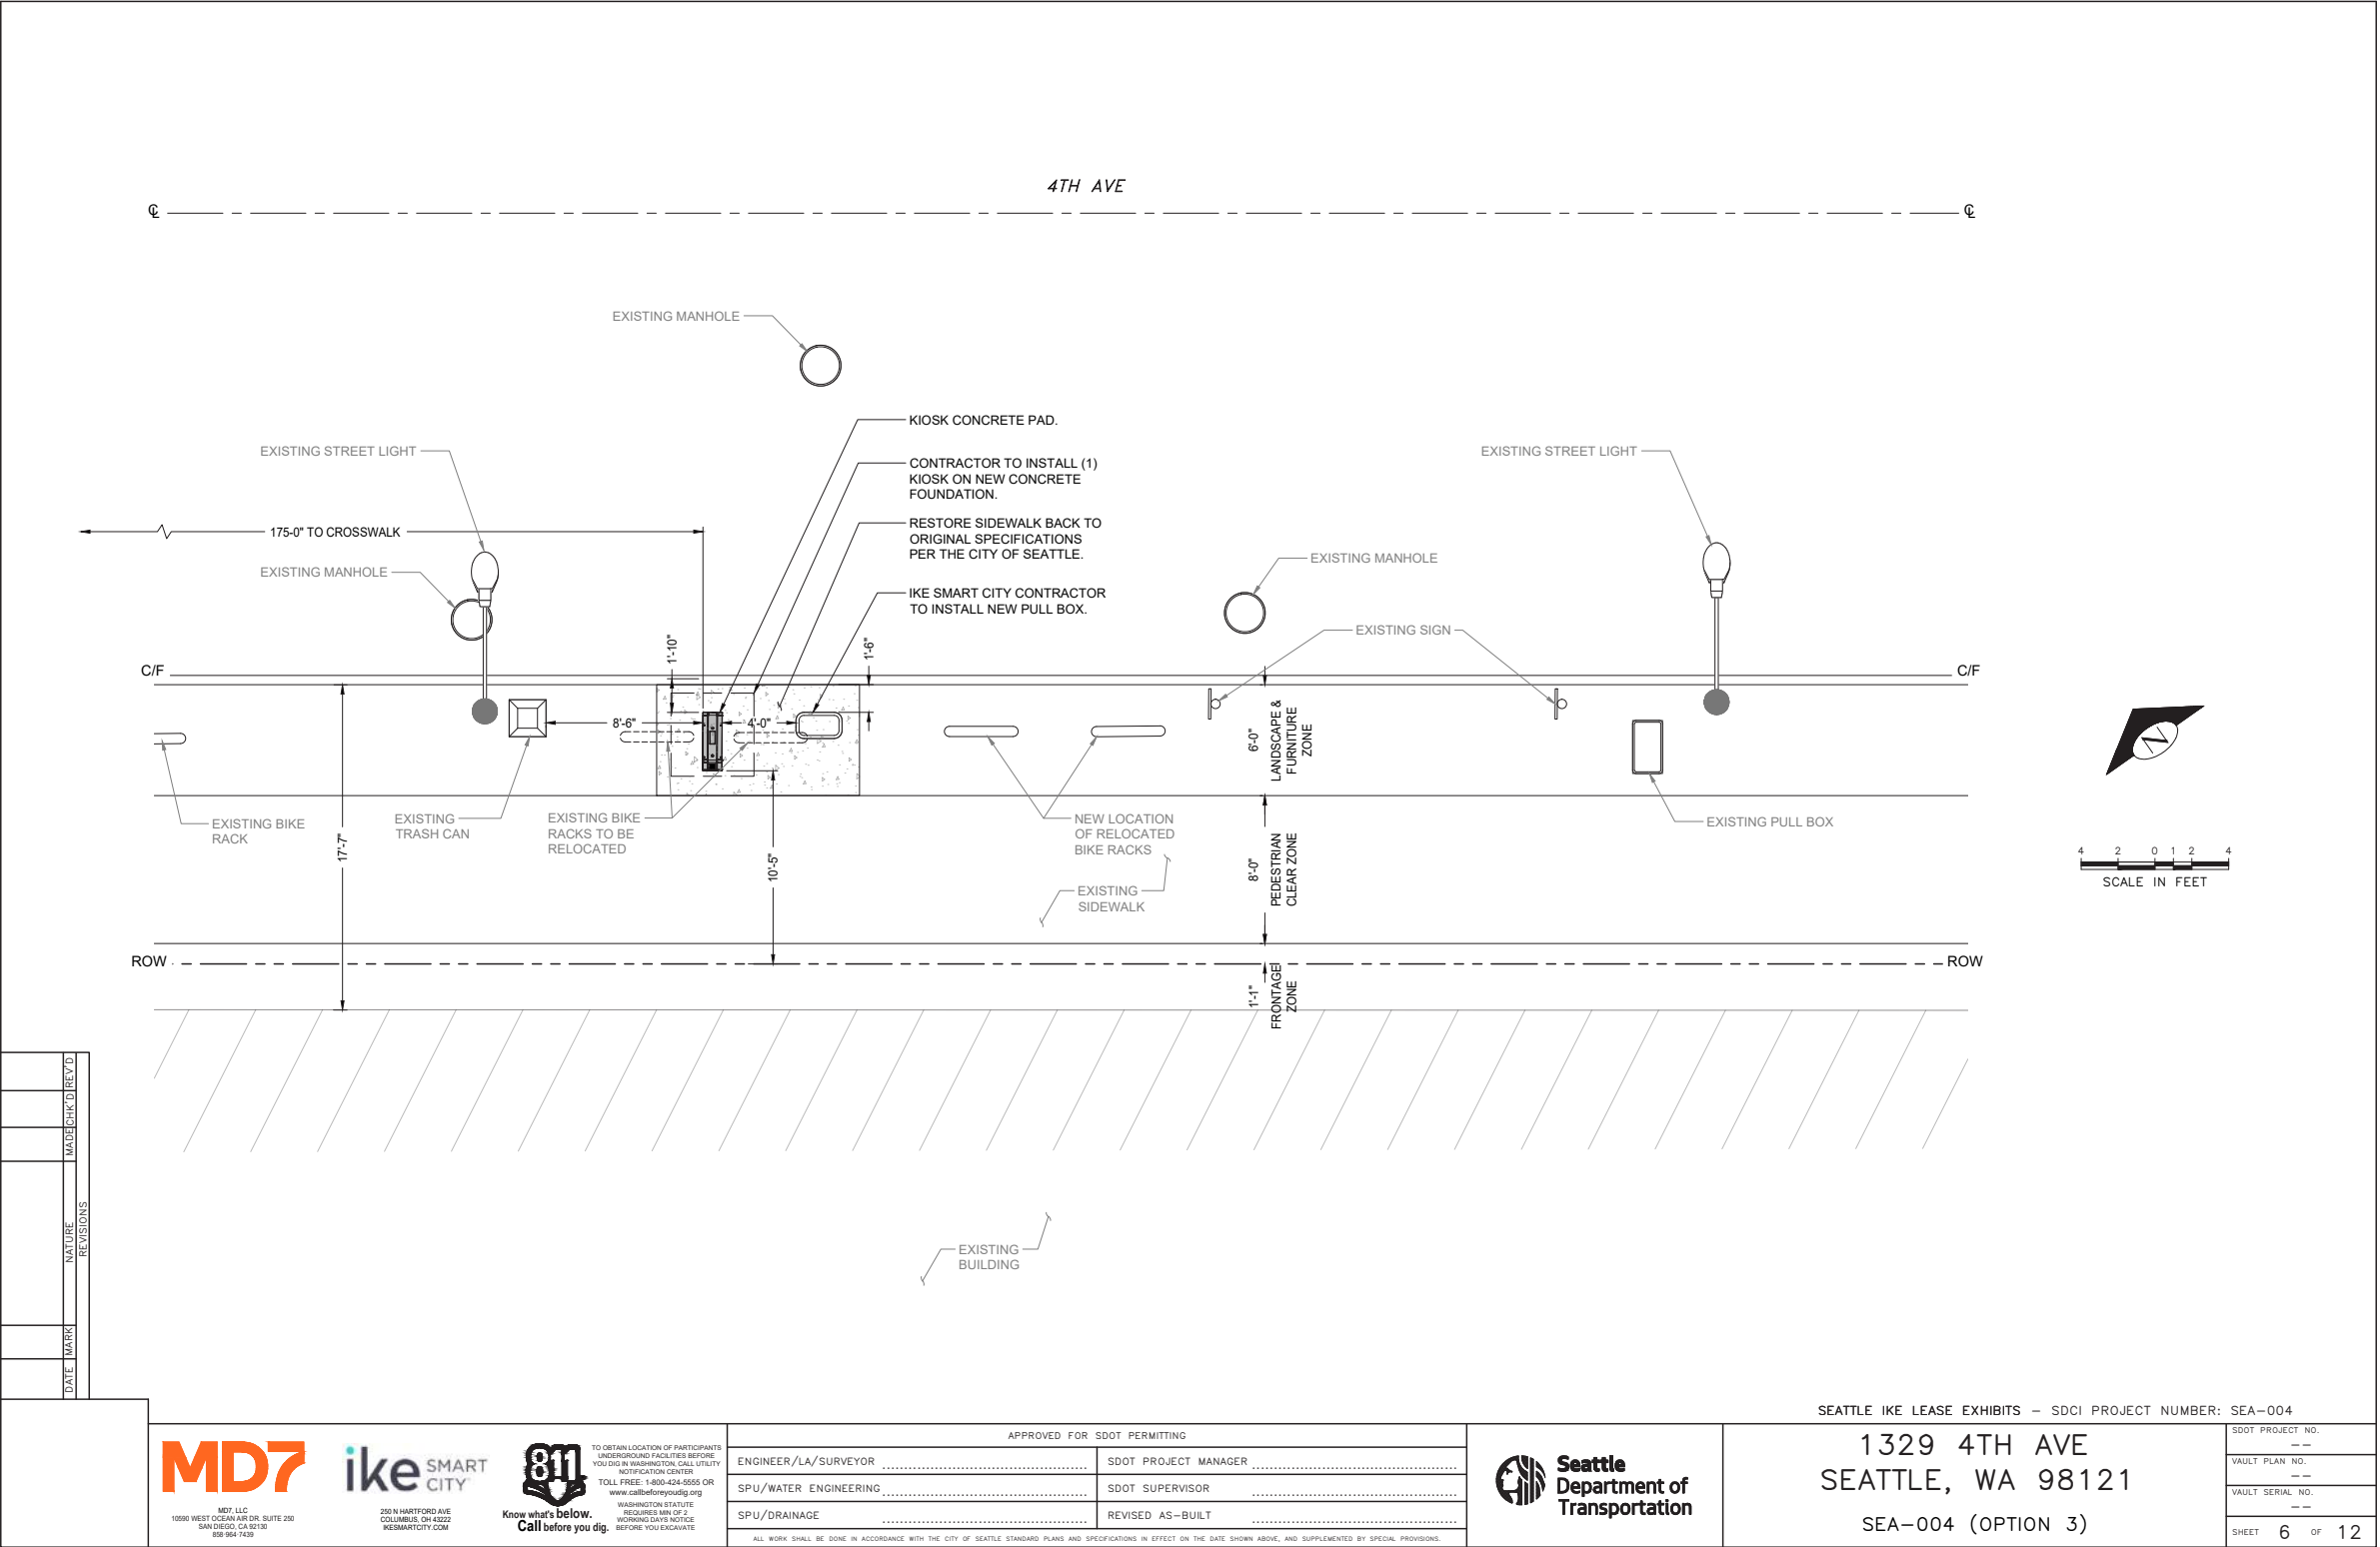 4TH AVE
℄
℄
EXISTING MANHOLE
KIOSK CONCRETE PAD.
EXISTING STREET LIGHT
CONTRACTOR TO INSTALL (1)
KIOSK ON NEW CONCRETE
FOUNDATION.
EXISTING STREET LIGHT
175-0" TO CROSSWALK
RESTORE SIDEWALK BACK TO
ORIGINAL SPECIFICATIONS
PER THE CITY OF SEATTLE.
EXISTING MANHOLE
EXISTING MANHOLE
IKE SMART CITY CONTRACTOR
TO INSTALL NEW PULL BOX.
EXISTING SIGN
1'-10"
1'-6"
C/F
C/F
8'-6"
4'-0"
6'-0"
LANDSCAPE &
FURNITURE
ZONE
N
EXISTING BIKE
RACK
EXISTING
TRASH CAN
EXISTING BIKE
RACKS TO BE
RELOCATED
NEW LOCATION
OF RELOCATED
BIKE RACKS
EXISTING PULL BOX
17'-7"
10'-5"
8'-0"
PEDESTRIAN
CLEAR ZONE
4 2 0 1 2 4
SCALE IN FEET
EXISTING
SIDEWALK
ROW
ROW
1'-1"
FRONTAGE
ZONE
EXISTING
BUILDING
DATE
MARK
NATURE
MADE
CHK'D
REV'D
REVISIONS
SEATTLE IKE LEASE EXHIBITS - SDCI PROJECT NUMBER: SEA-004
MD7
MD7, LLC
10590 WEST OCEAN AIR DR. SUITE 250
SAN DIEGO, CA 92130
858 964 7439
ike SMART
CITY
250 N HARTFORD AVE
COLUMBUS, OH 43222
IKESMARTCITY.COM
811
Know what's below.
Call before you dig.
TO OBTAIN LOCATION OF PARTICIPANTS
UNDERGROUND FACILITIES BEFORE
YOU DIG IN WASHINGTON, CALL UTILITY
NOTIFICATION CENTER
TOLL FREE: 1-800-424-5555 OR
www.callbeforeyoudig.org
WASHINGTON STATUTE
REQUIRES MIN OF 2
WORKING DAYS NOTICE
BEFORE YOU EXCAVATE
APPROVED FOR SDOT PERMITTING
ENGINEER/LA/SURVEYOR
SDOT PROJECT MANAGER
SPU/WATER ENGINEERING
SDOT SUPERVISOR
SPU/DRAINAGE
REVISED AS-BUILT
ALL WORK SHALL BE DONE IN ACCORDANCE WITH THE CITY OF SEATTLE STANDARD PLANS AND SPECIFICATIONS IN EFFECT ON THE DATE SHOWN ABOVE, AND SUPPLEMENTED BY SPECIAL PROVISIONS.
Seattle
Department of
Transportation
1329 4TH AVE
SEATTLE, WA 98121
SEA-004 (OPTION 3)
SDOT PROJECT NO.
--
VAULT PLAN NO.
--
VAULT SERIAL NO.
--
SHEET 6 OF 12